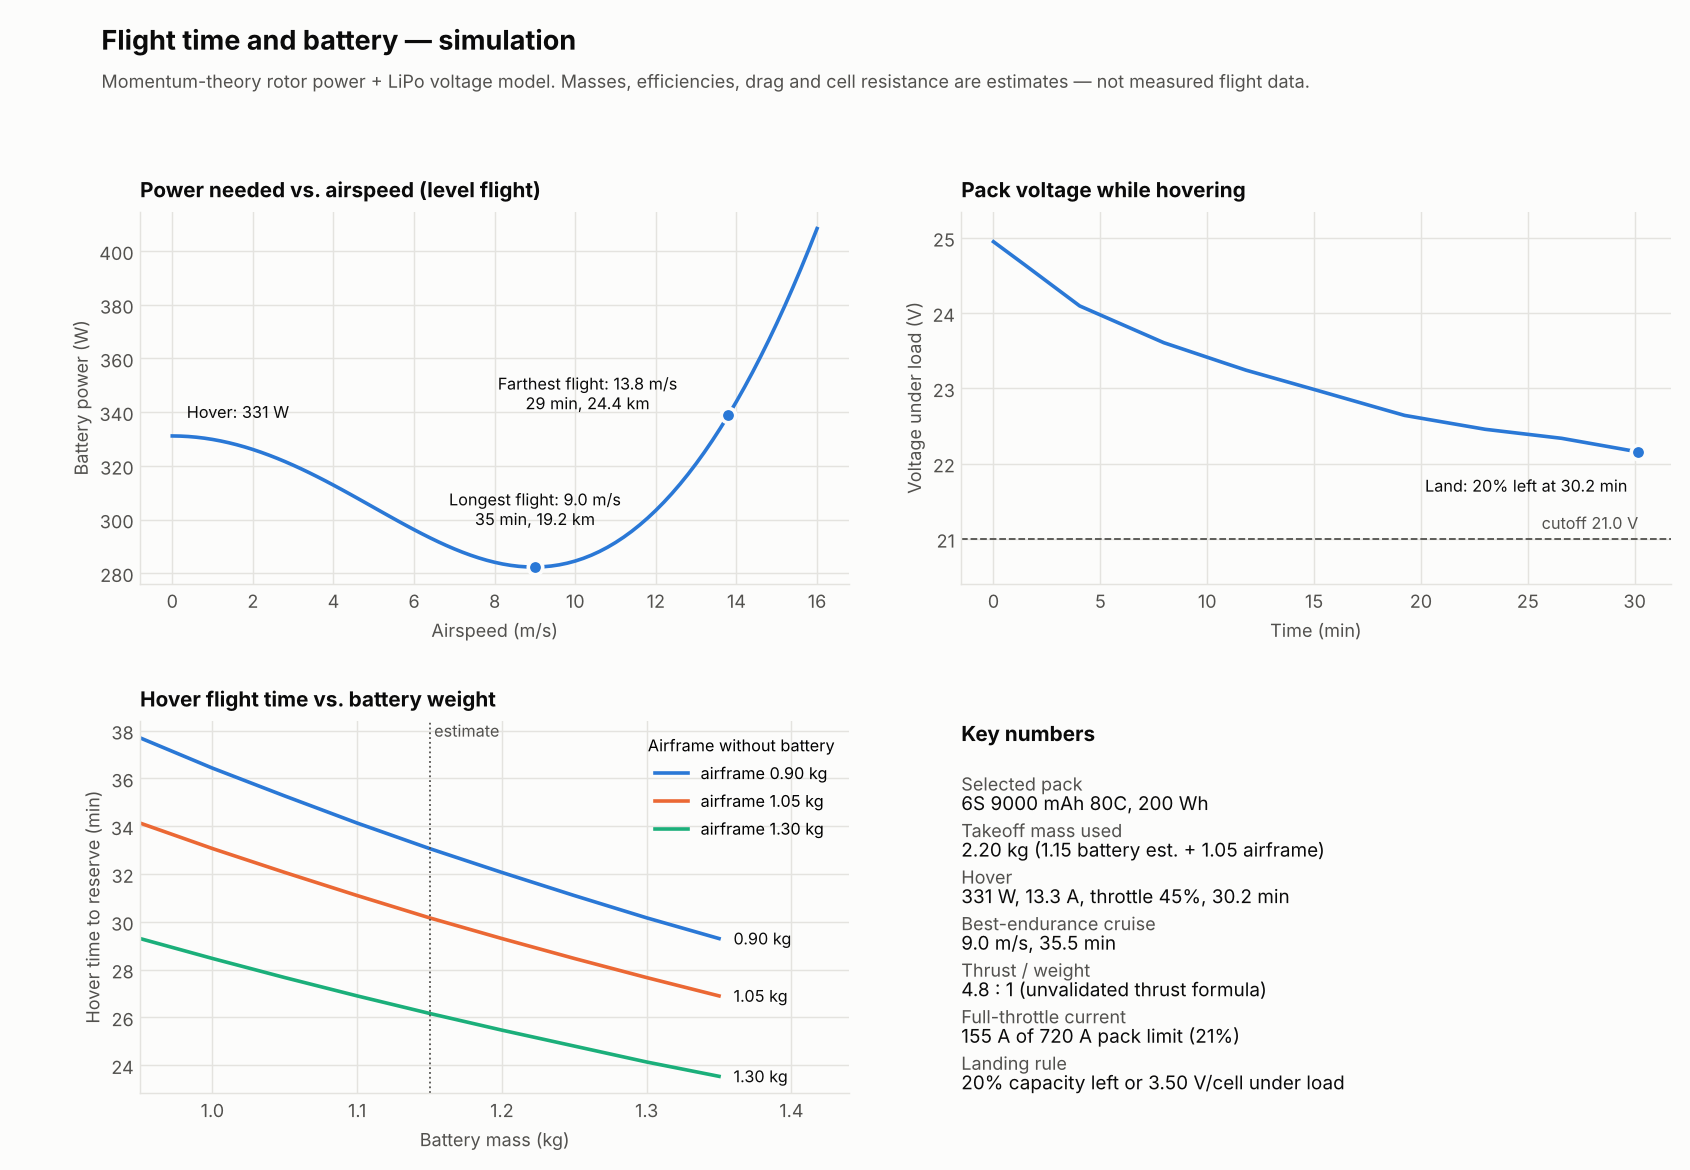 Flight time and battery — simulation
Momentum-theory rotor power + LiPo voltage model. Masses, efficiencies, drag and cell resistance are estimates — not measured flight data.
Power needed vs. airspeed (level flight)
Battery power (W)
400
380
360
340
320
300
280
Hover: 331 W
Farthest flight: 13.8 m/s
29 min, 24.4 km
Longest flight: 9.0 m/s
35 min, 19.2 km
0 2 4 6 8 10 12 14 16
Airspeed (m/s)
Pack voltage while hovering
Voltage under load (V)
25
24
23
22
21
Land: 20% left at 30.2 min
cutoff 21.0 V
0 5 10 15 20 25 30
Time (min)
Hover flight time vs. battery weight
Hover time to reserve (min)
38
36
34
32
30
28
26
24
estimate
Airframe without battery
airframe 0.90 kg
airframe 1.05 kg
airframe 1.30 kg
0.90 kg
1.05 kg
1.30 kg
1.0 1.1 1.2 1.3 1.4
Battery mass (kg)
Key numbers
Selected pack
6S 9000 mAh 80C, 200 Wh
Takeoff mass used
2.20 kg (1.15 battery est. + 1.05 airframe)
Hover
331 W, 13.3 A, throttle 45%, 30.2 min
Best-endurance cruise
9.0 m/s, 35.5 min
Thrust / weight
4.8 : 1 (unvalidated thrust formula)
Full-throttle current
155 A of 720 A pack limit (21%)
Landing rule
20% capacity left or 3.50 V/cell under load